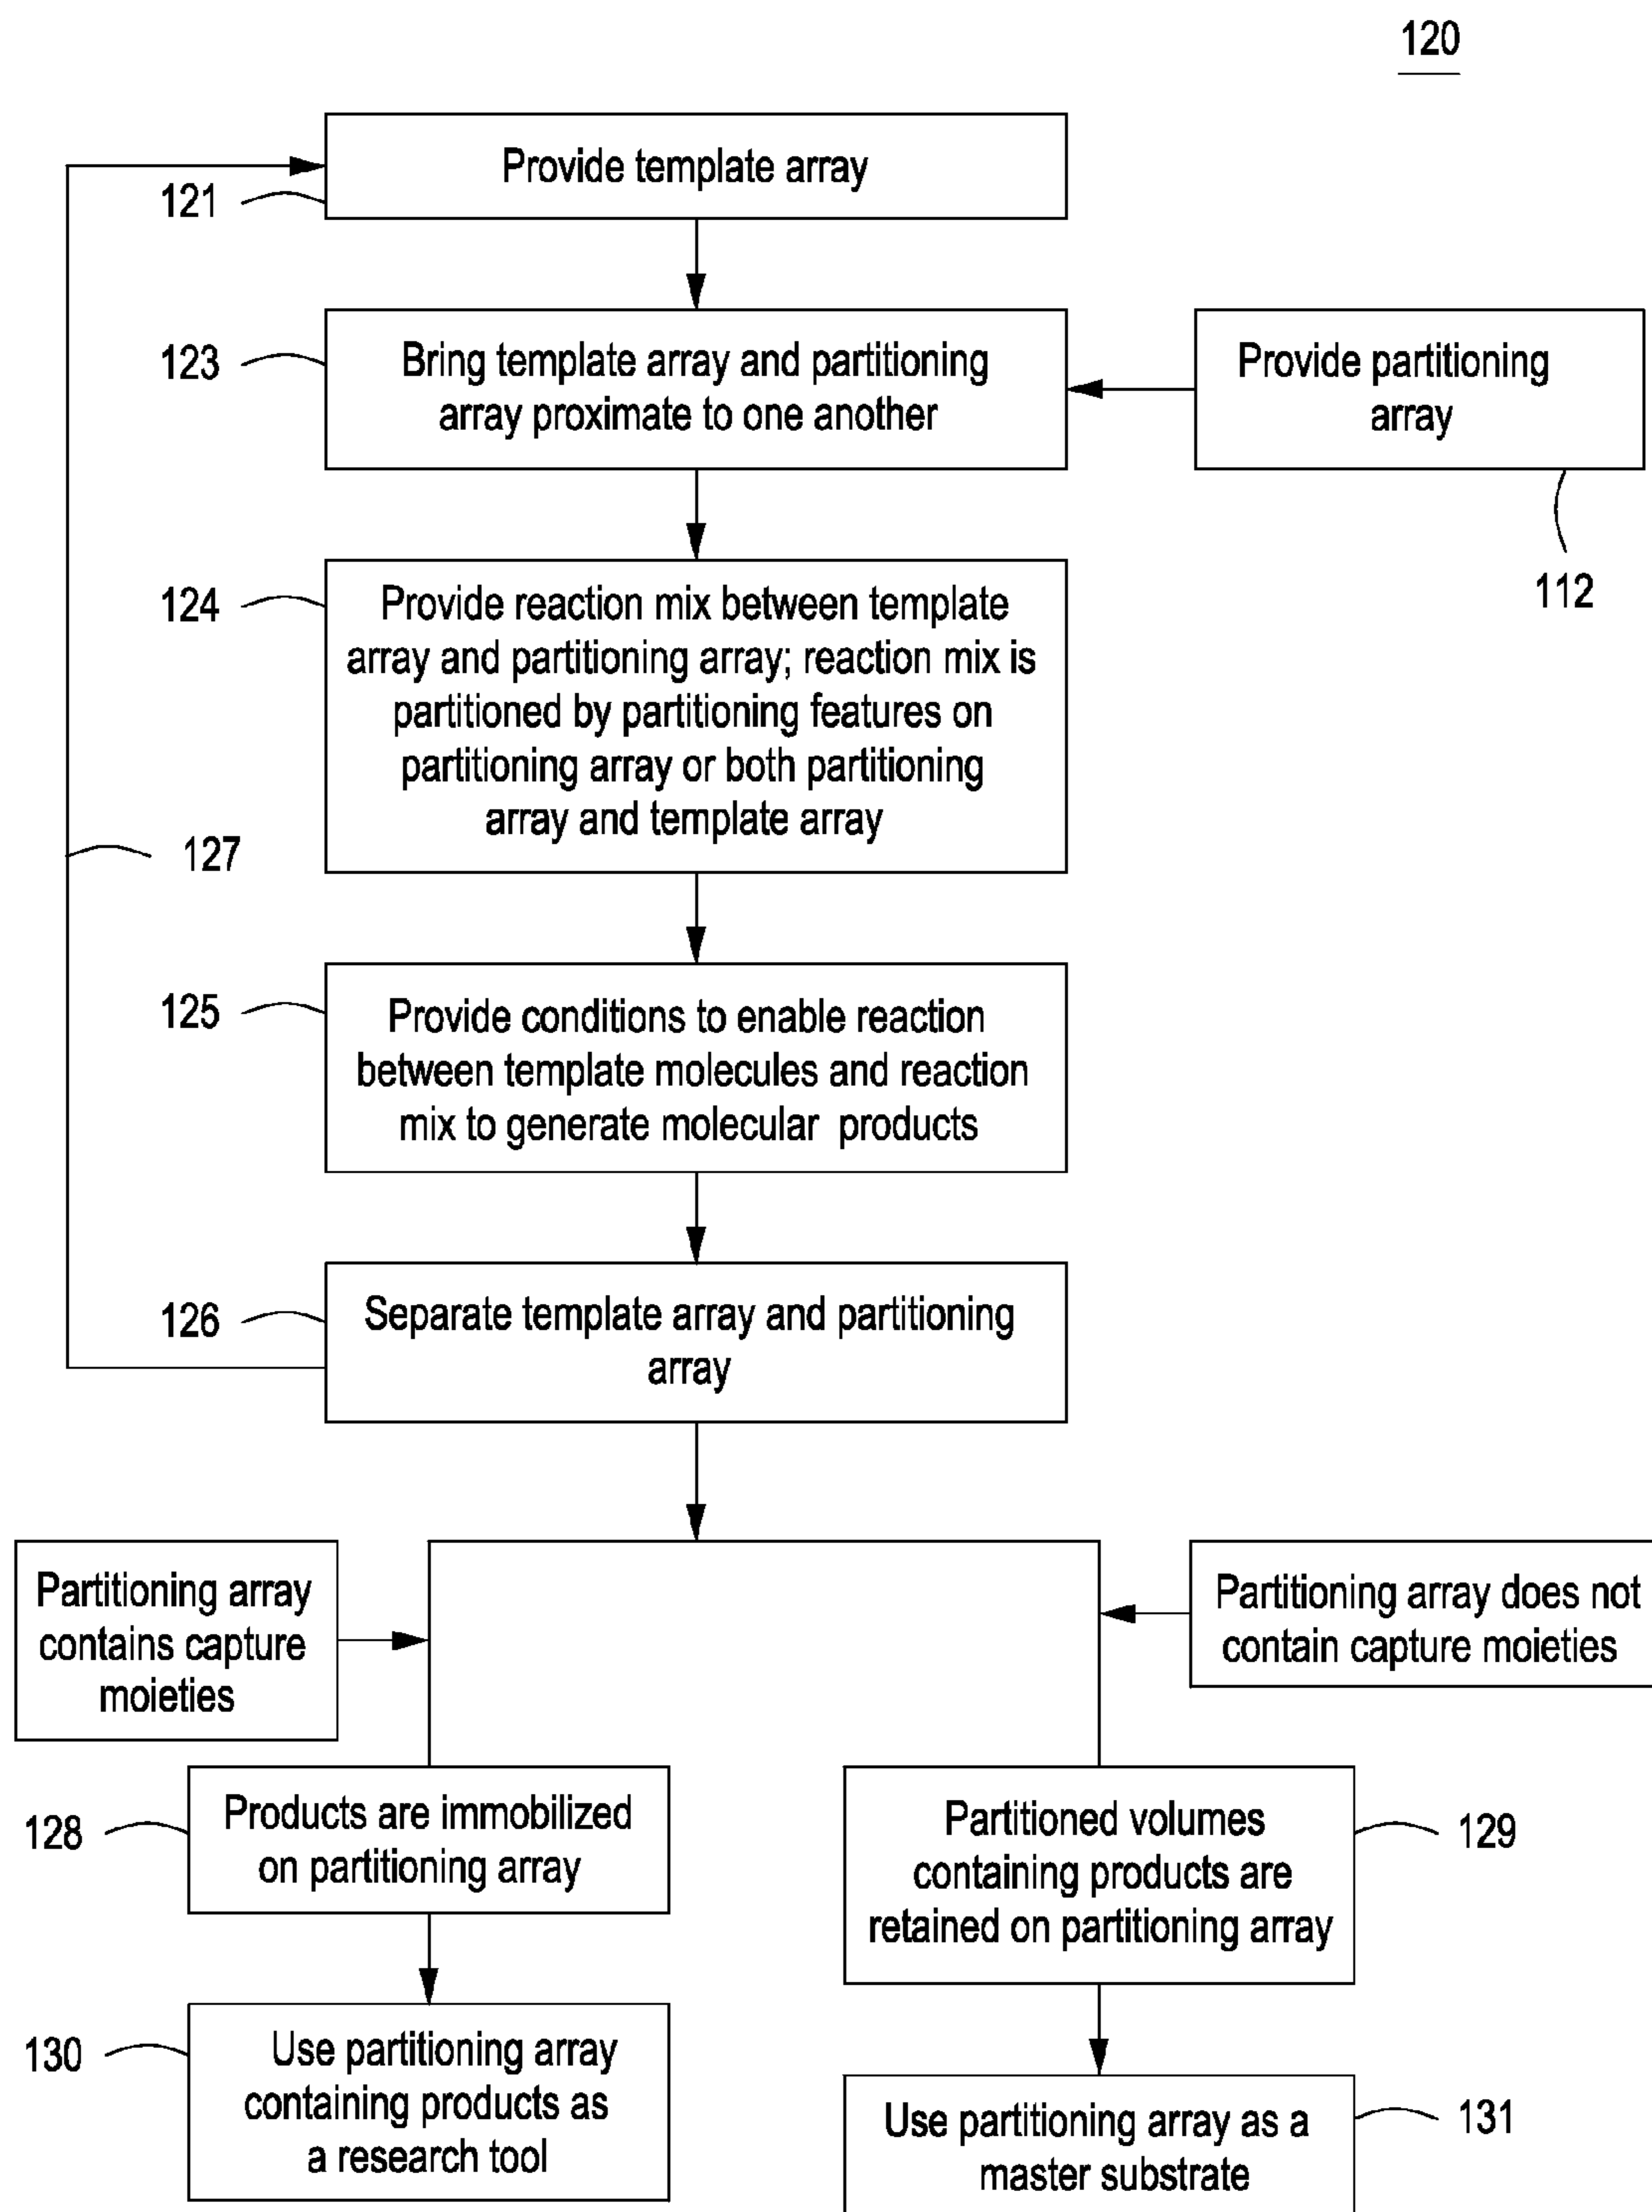 120
Provide template array
121
123
Bring template array and partitioning
array proximate to one another
Provide partitioning
array
112
124
Provide reaction mix between template
array and partitioning array; reaction mix is
partitioned by partitioning features on
partitioning array or both partitioning
array and template array
127
125
Provide conditions to enable reaction
between template molecules and reaction
mix to generate molecular products
126
Separate template array and partitioning
array
Partitioning array
contains capture
moieties
Partitioning array does not
contain capture moieties
128
Products are immobilized
on partitioning array
Partitioned volumes
containing products are
retained on partitioning array
129
130
Use partitioning array
containing products as
a research tool
Use partitioning array as a
master substrate
131